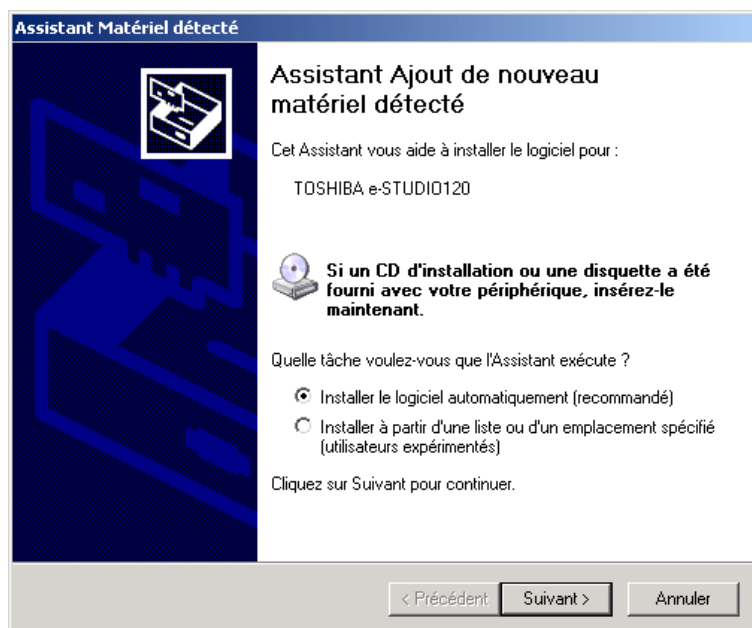 Assistant Matériel détecté
Assistant Ajout de nouveau
matériel détecté
Cet Assistant vous aide à installer le logiciel pour :
TOSHIBA e-STUDIO120
Si un CD d'installation ou une disquette a été
fourni avec votre périphérique, insérez-le
maintenant.
Quelle tâche voulez-vous que l'Assistant exécute ?
Installer le logiciel automatiquement (recommandé)
Installer à partir d'une liste ou d'un emplacement spécifié
(utilisateurs expérimentés)
Cliquez sur Suivant pour continuer.
< Précédent Suivant > Annuler